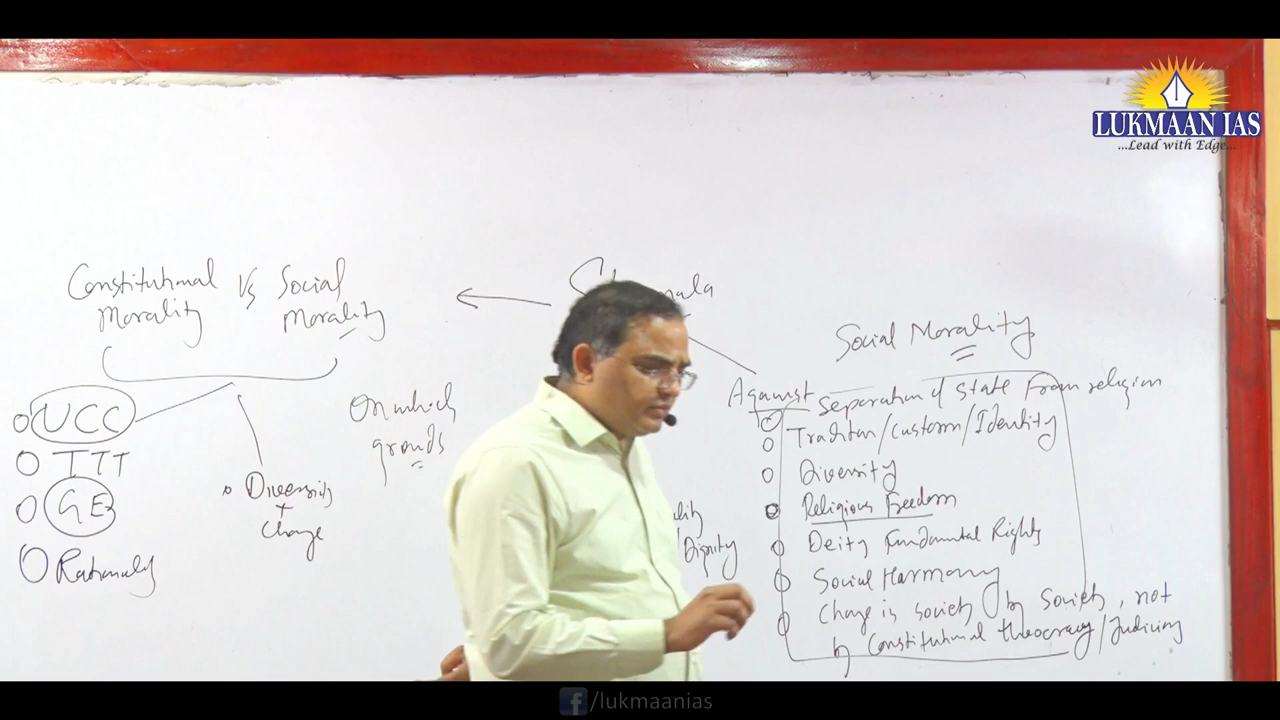 LUKMAAN IAS
...Lead with Edge...
Constitutional Vs Social
Morality Morality
UCC
TTT
GE
Rationaly
Diversity
+
Change
On which
grounds
Social Morality
Against
Separation of State from religion
Traditon/custom/Identity
Diversity
Religious Freedom
Deity Fundamental Rights
Social Harmony
Change in society by Society, not
by Constitutional theocracy/Judiciary
Dignity
/lukmaanias